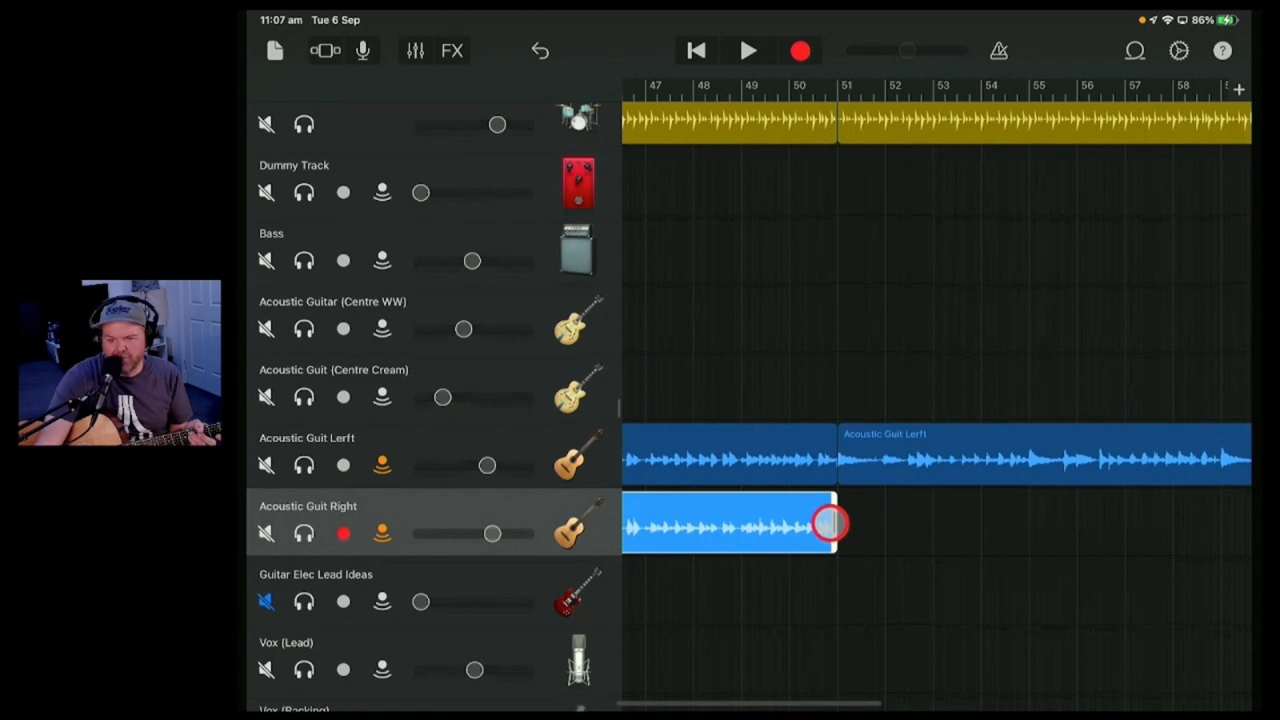 11:07 am Tue 6 Sep
86%
FX
?
47 48 49 50 51 52 53 54 55 56 57 58
+
Dummy Track
Bass
Acoustic Guitar (Centre WW)
Acoustic Guit (Centre Cream)
Acoustic Guit Lerft
Acoustic Guit Lerft
Acoustic Guit Right
Guitar Elec Lead Ideas
Vox (Lead)
Vox (Backing)